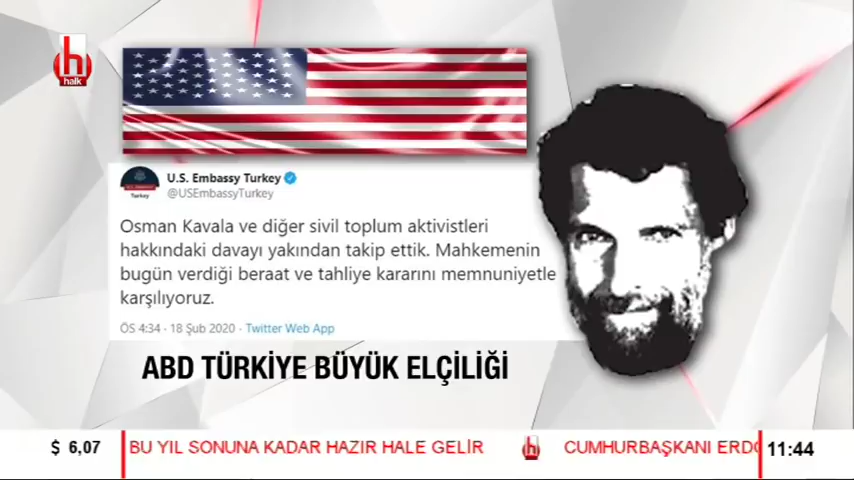 h
halk
U.S. Embassy Turkey
@USEmbassyTurkey
Osman Kavala ve diğer sivil toplum aktivistleri
hakkındaki davayı yakından takip ettik. Mahkemenin
bugün verdiği beraat ve tahliye kararını memnuniyetle
karşılıyoruz.
ÖS 4:34 · 18 Şub 2020 · Twitter Web App
ABD TÜRKİYE BÜYÜK ELÇİLİĞİ
$ 6,07 BU YIL SONUNA KADAR HAZIR HALE GELİR h CUMHURBAŞKANI 11:44